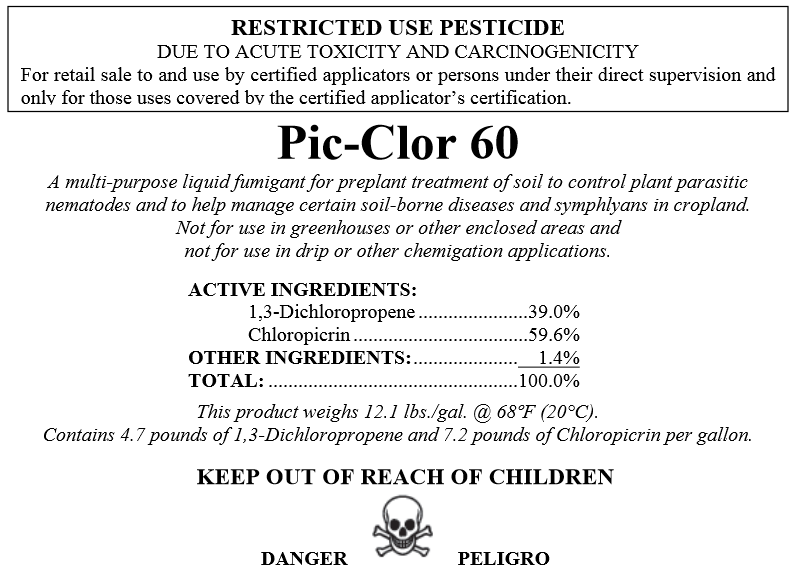 RESTRICTED USE PESTICIDE
DUE TO ACUTE TOXICITY AND CARCINOGENICITY
For retail sale to and use by certified applicators or persons under their direct supervision and
only for those uses covered by the certified applicator's certification.
Pic-Clor 60
A multi-purpose liquid fumigant for preplant treatment of soil to control plant parasitic
nematodes and to help manage certain soil-borne diseases and symphlyans in cropland.
Not for use in greenhouses or other enclosed areas and
not for use in drip or other chemigation applications.
ACTIVE INGREDIENTS:
1,3-Dichloropropene......................39.0%
Chloropicrin...................................59.6%
OTHER INGREDIENTS:..................... 1.4%
TOTAL: ..................................................100.0%
This product weighs 12.1 lbs./gal. @ 68°F (20°C).
Contains 4.7 pounds of 1,3-Dichloropropene and 7.2 pounds of Chloropicrin per gallon.
KEEP OUT OF REACH OF CHILDREN
DANGER PELIGRO